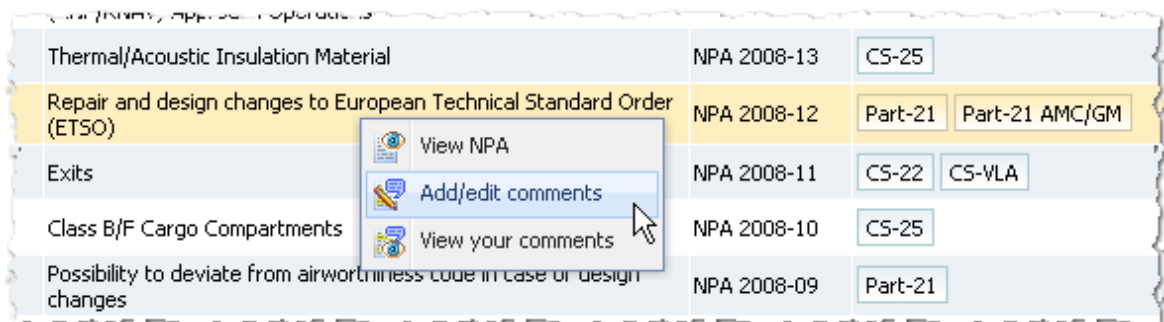 Thermal/Acoustic Insulation Material NPA 2008-13 CS-25
Repair and design changes to European Technical Standard Order
(ETSO) NPA 2008-12 Part-21 Part-21 AMC/GM
View NPA
Exits NPA 2008-11 CS-22 CS-VLA
Add/edit comments
Class B/F Cargo Compartments NPA 2008-10 CS-25
View your comments
Possibility to deviate from airworthiness code in case of design
changes NPA 2008-09 Part-21